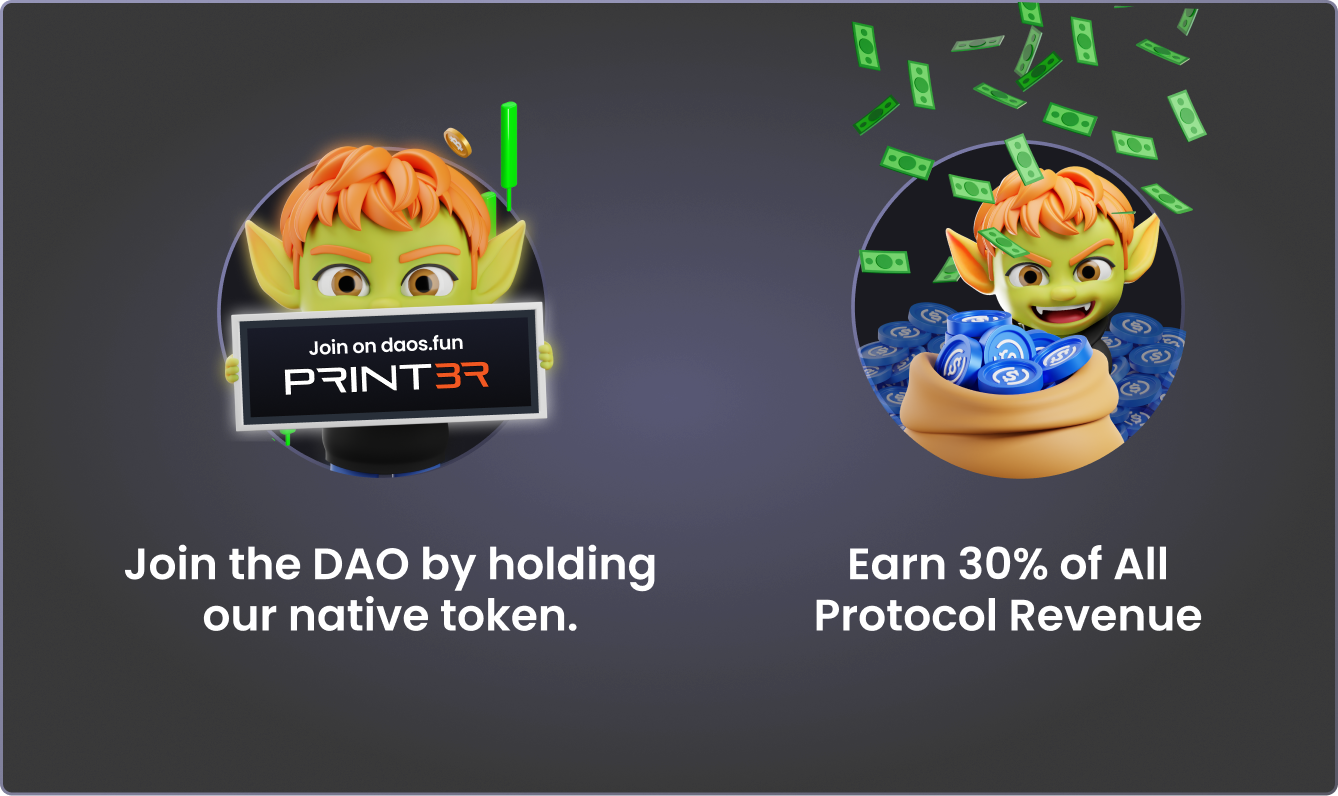 Join on daos.fun
PRINT3R
Join the DAO by holding
our native token.
Earn 30% of All
Protocol Revenue